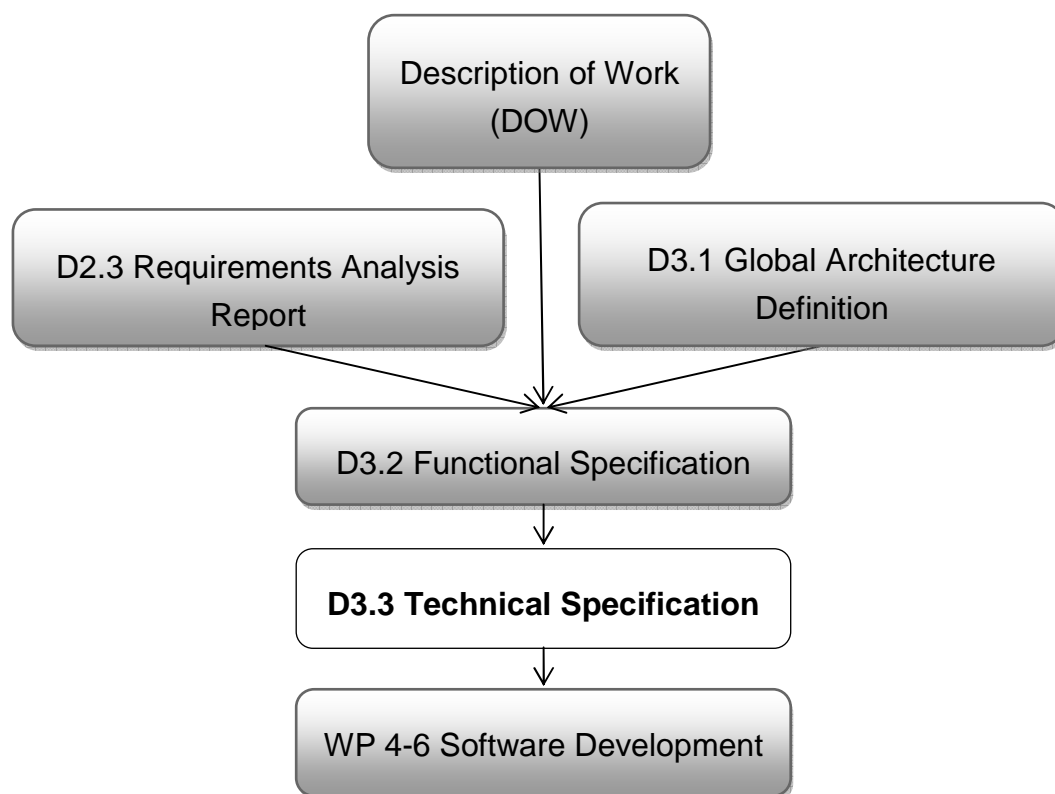 Description of Work
(DOW)
D2.3 Requirements Analysis
Report
D3.1 Global Architecture
Definition
D3.2 Functional Specification
D3.3 Technical Specification
WP 4-6 Software Development